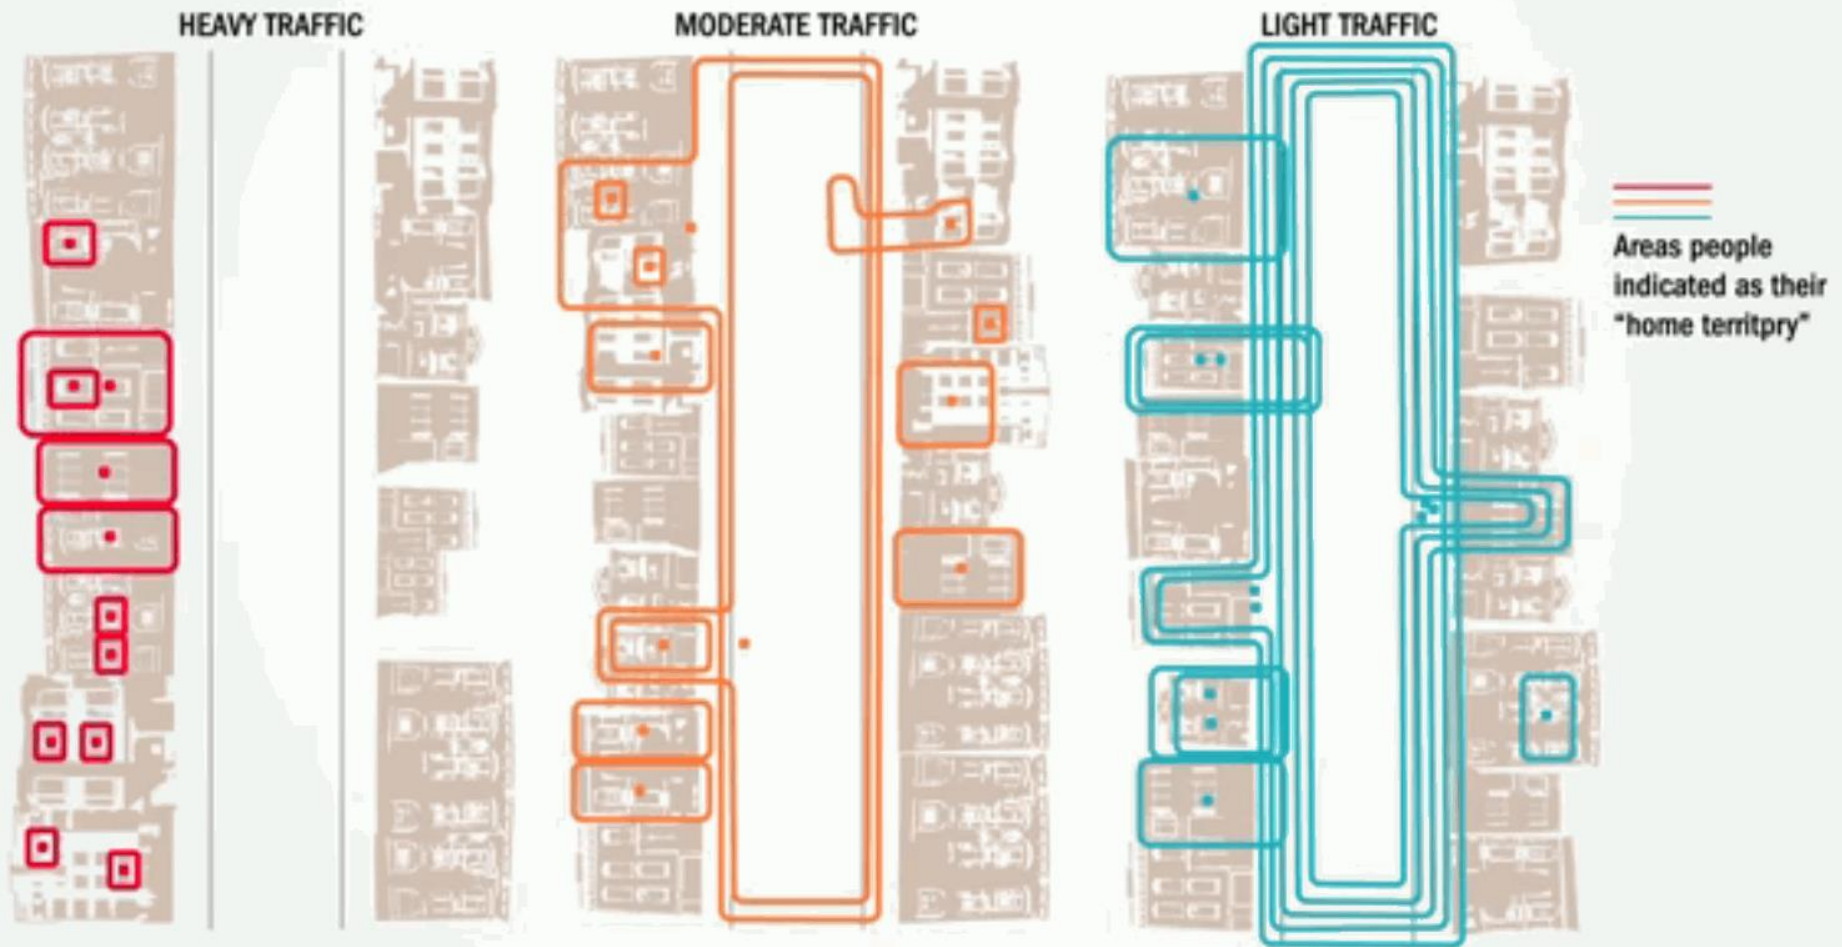 HEAVY TRAFFIC
MODERATE TRAFFIC
LIGHT TRAFFIC
Areas people
indicated as their
“home territpry”